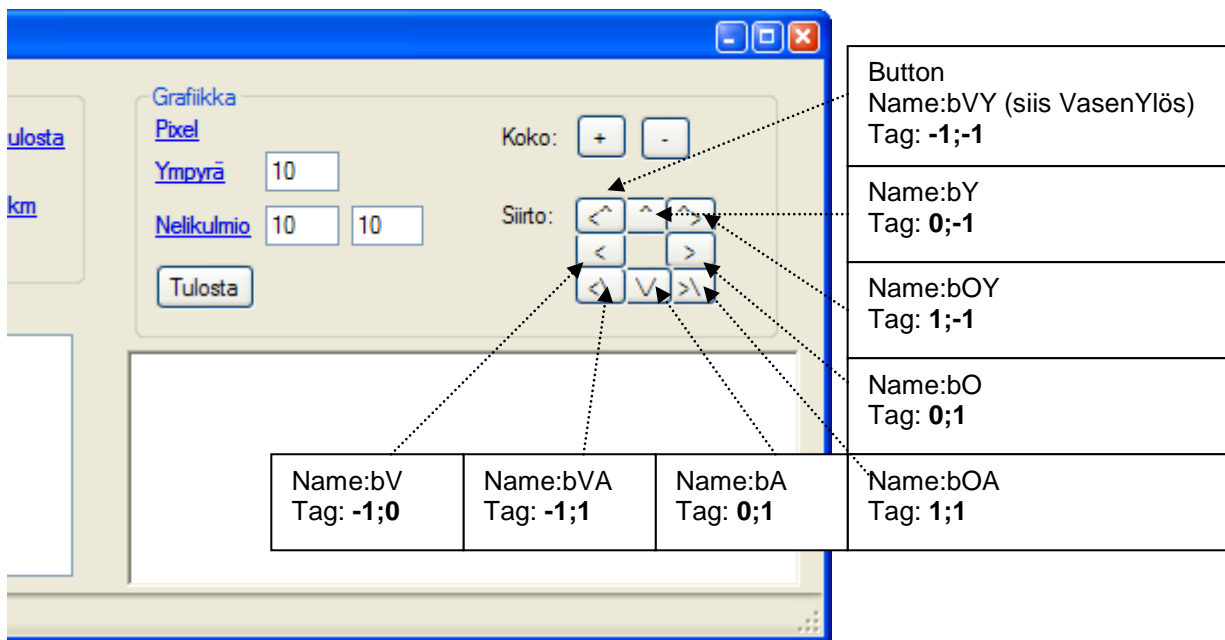 Grafiikka
ulosta
Pixel
Koko: + -
Ympyrä 10
km
Nelikulmio 10 10
Siirto: <^ ^ ^>
< >
Tulosta
<\ \/ >\
Button
Name:bVY (siis VasenYlös)
Tag: -1;-1
Name:bY
Tag: 0;-1
Name:bOY
Tag: 1;-1
Name:bO
Tag: 0;1
Name:bV
Tag: -1;0
Name:bVA
Tag: -1;1
Name:bA
Tag: 0;1
Name:bOA
Tag: 1;1